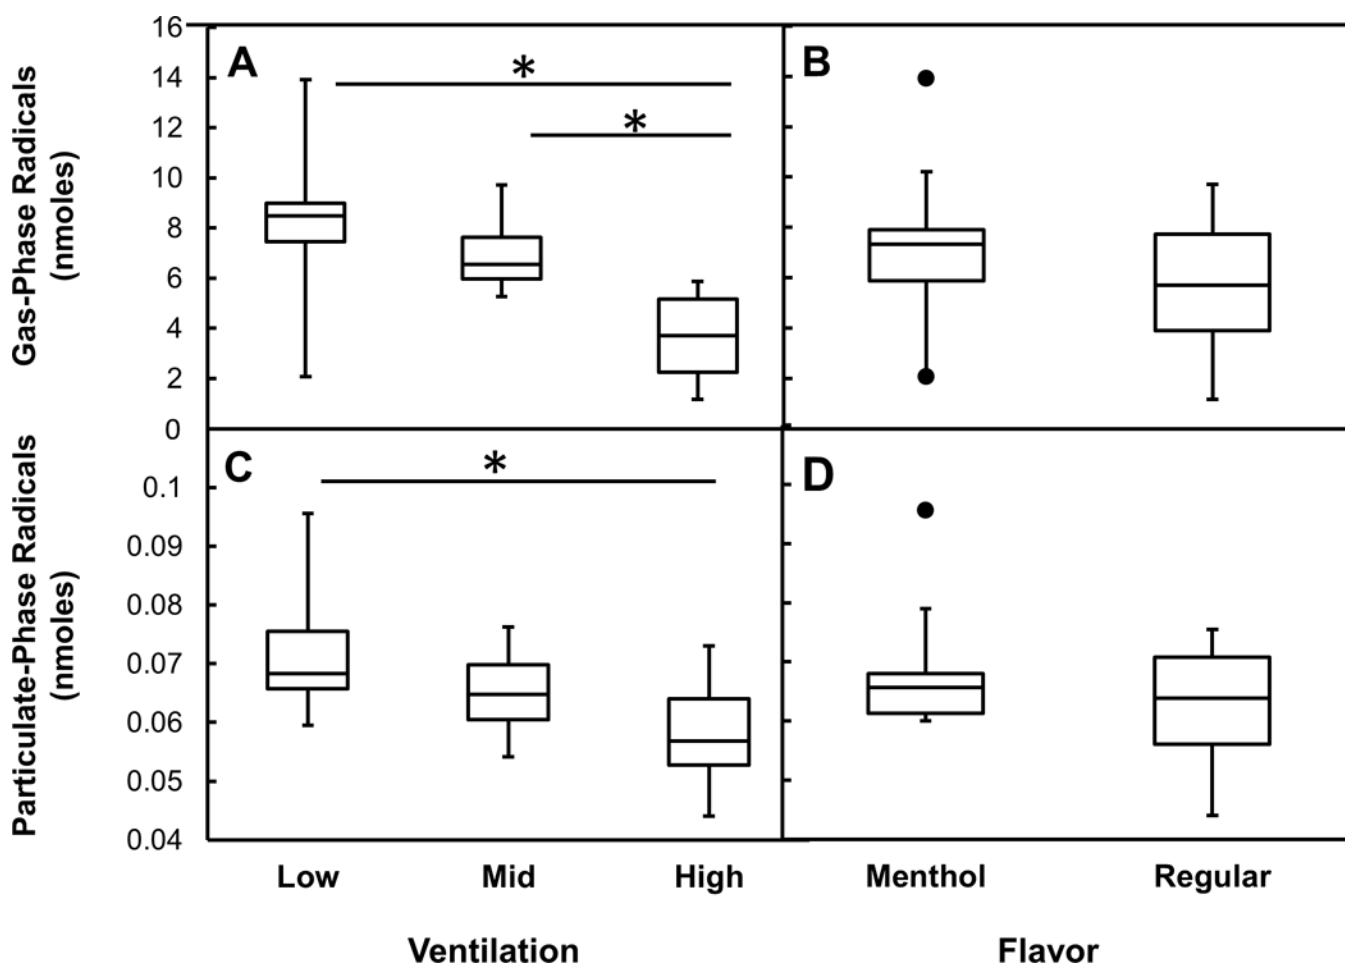 Gas-Phase Radicals
(nmoles)
16
14
12
10
8
6
4
2
0
A
*
*
B
Particulate-Phase Radicals
(nmoles)
0.1
0.09
0.08
0.07
0.06
0.05
0.04
C
*
D
Low Mid High Menthol Regular
Ventilation Flavor